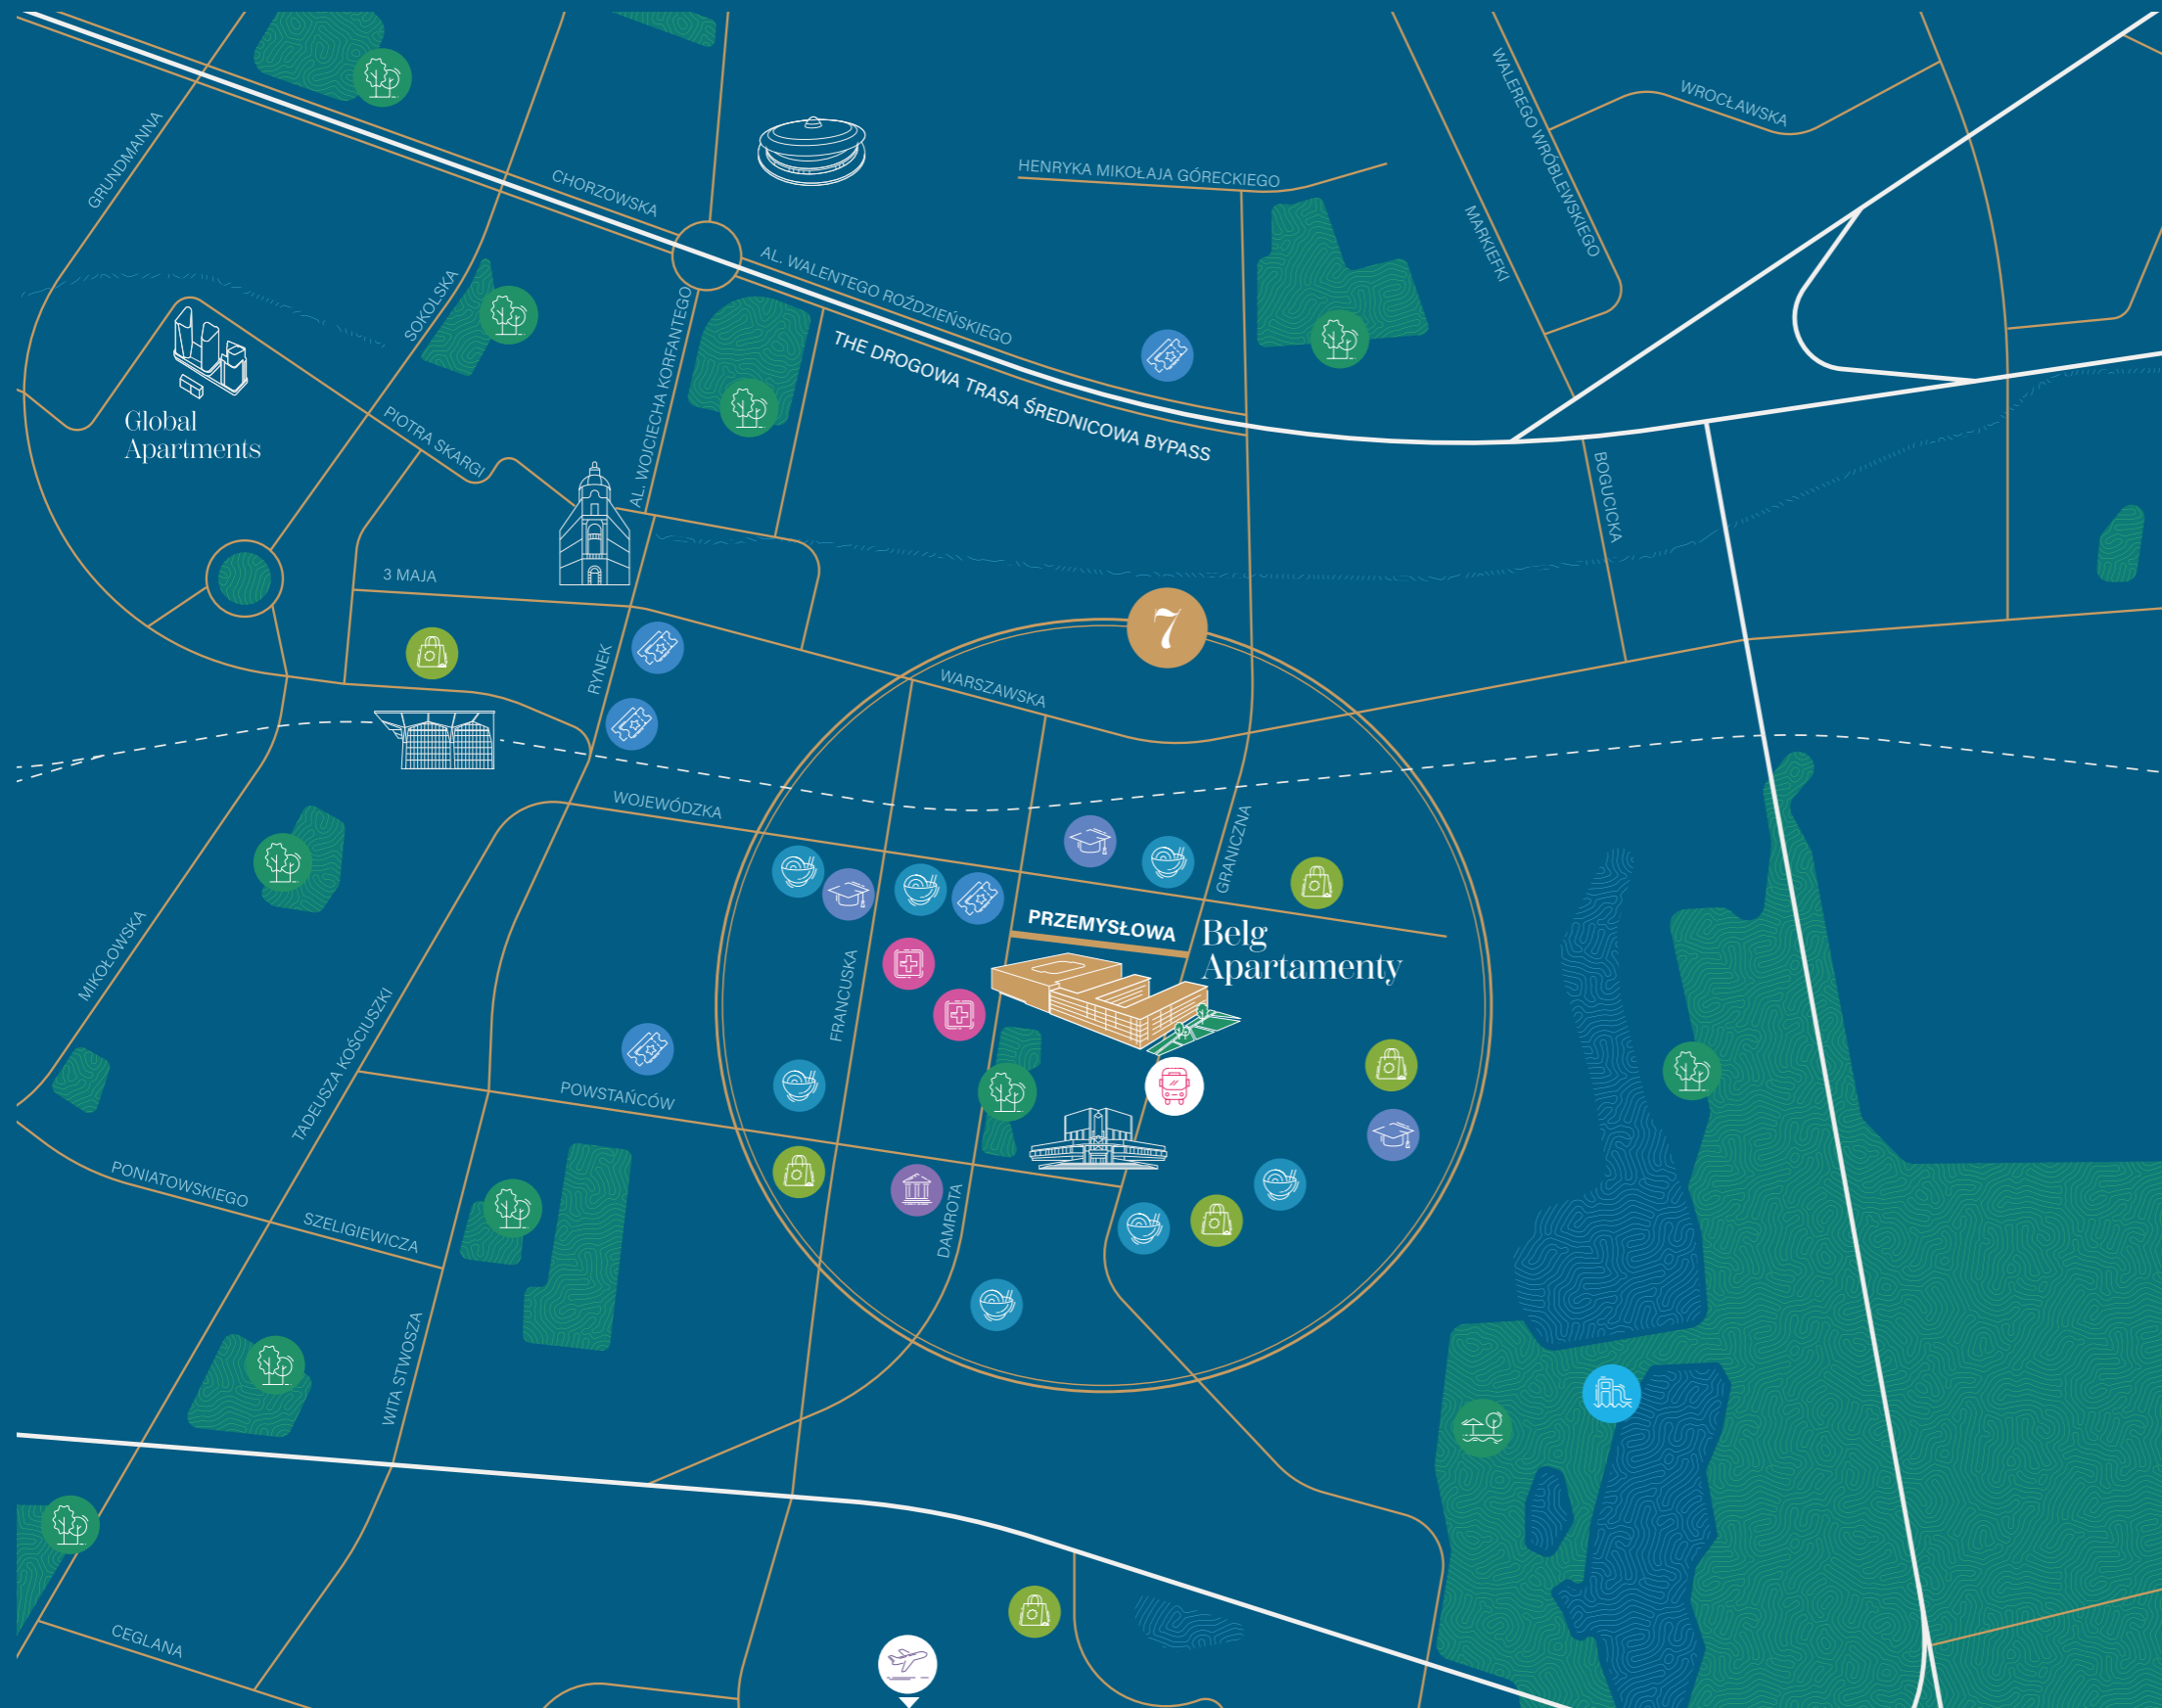 WALEREGO WRÓBLEWSKIEGO
WROCŁAWSKA
GRUNDMANNA
CHORZOWSKA
HENRYKA MIKOŁAJA GÓRECKIEGO
MARKIEFKI
SOKOLSKA
AL. WALENTEGO ROŹDZIEŃSKIEGO
AL. WOJCIECHA KORFANTEGO
THE DROGOWA TRASA ŚREDNICOWA BYPASS
Global
Apartments
PIOTRA SKARGI
BOGUCICKA
3 MAJA
7
RYNEK
WARSZAWSKA
WOJEWÓDZKA
GRANICZNA
PRZEMYSŁOWA
Belg
Apartamenty
MIKOŁOWSKA
FRANCUSKA
TADEUSZA KOŚCIUSZKI
POWSTAŃCÓW
PONIATOWSKIEGO
SZELIGIEWICZA
DAMROTA
WITA STWOSZA
CEGLANA